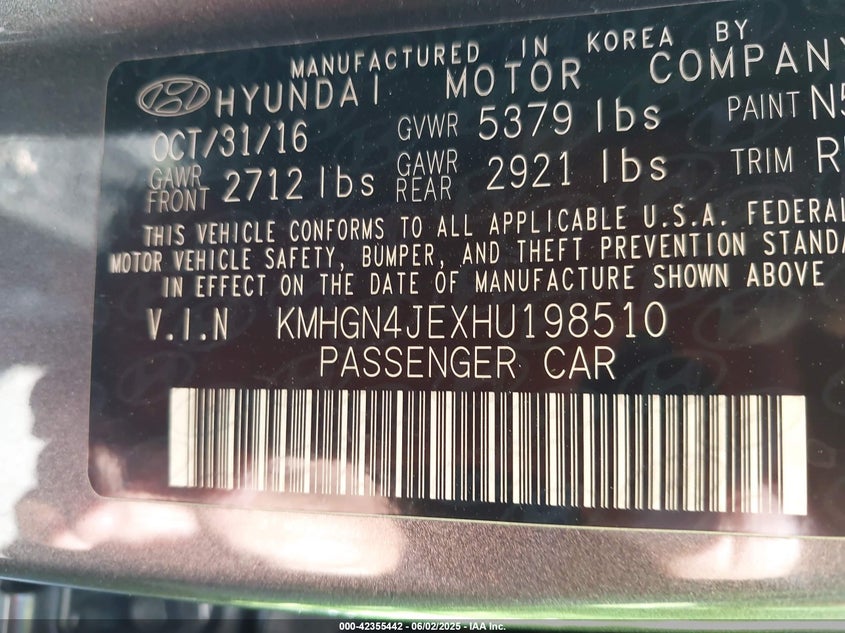 MANUFACTURED IN KOREA BY
HYUNDAI MOTOR COMPANY
OCT/31/16 GVWR 5379 lbs PAINT N5
GAWR FRONT 2712 lbs GAWR REAR 2921 lbs TRIM R
THIS VEHICLE CONFORMS TO ALL APPLICABLE U.S.A. FEDERAL
MOTOR VEHICLE SAFETY, BUMPER, AND THEFT PREVENTION STANDA
IN EFFECT ON THE DATE OF MANUFACTURE SHOWN ABOVE
V.I.N KMHGN4JEXHU198510
PASSENGER CAR
000-42355442 - 06/02/2025 - IAA Inc.